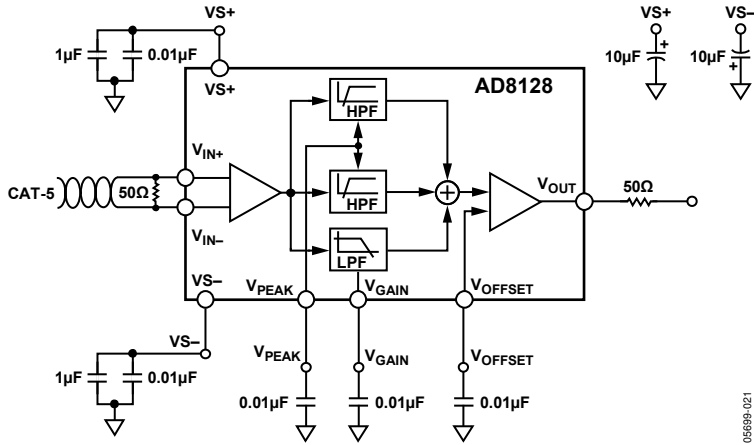 VS+
1µF
0.01µF
VS+
VS+
10µF
+
VS–
10µF
+
AD8128
HPF
VIN+
CAT-5
50Ω
HPF
VOUT
50Ω
VIN–
LPF
VS–
VPEAK
VGAIN
VOFFSET
VS–
1µF
0.01µF
VPEAK
VGAIN
VOFFSET
0.01µF
0.01µF
0.01µF
05699-021